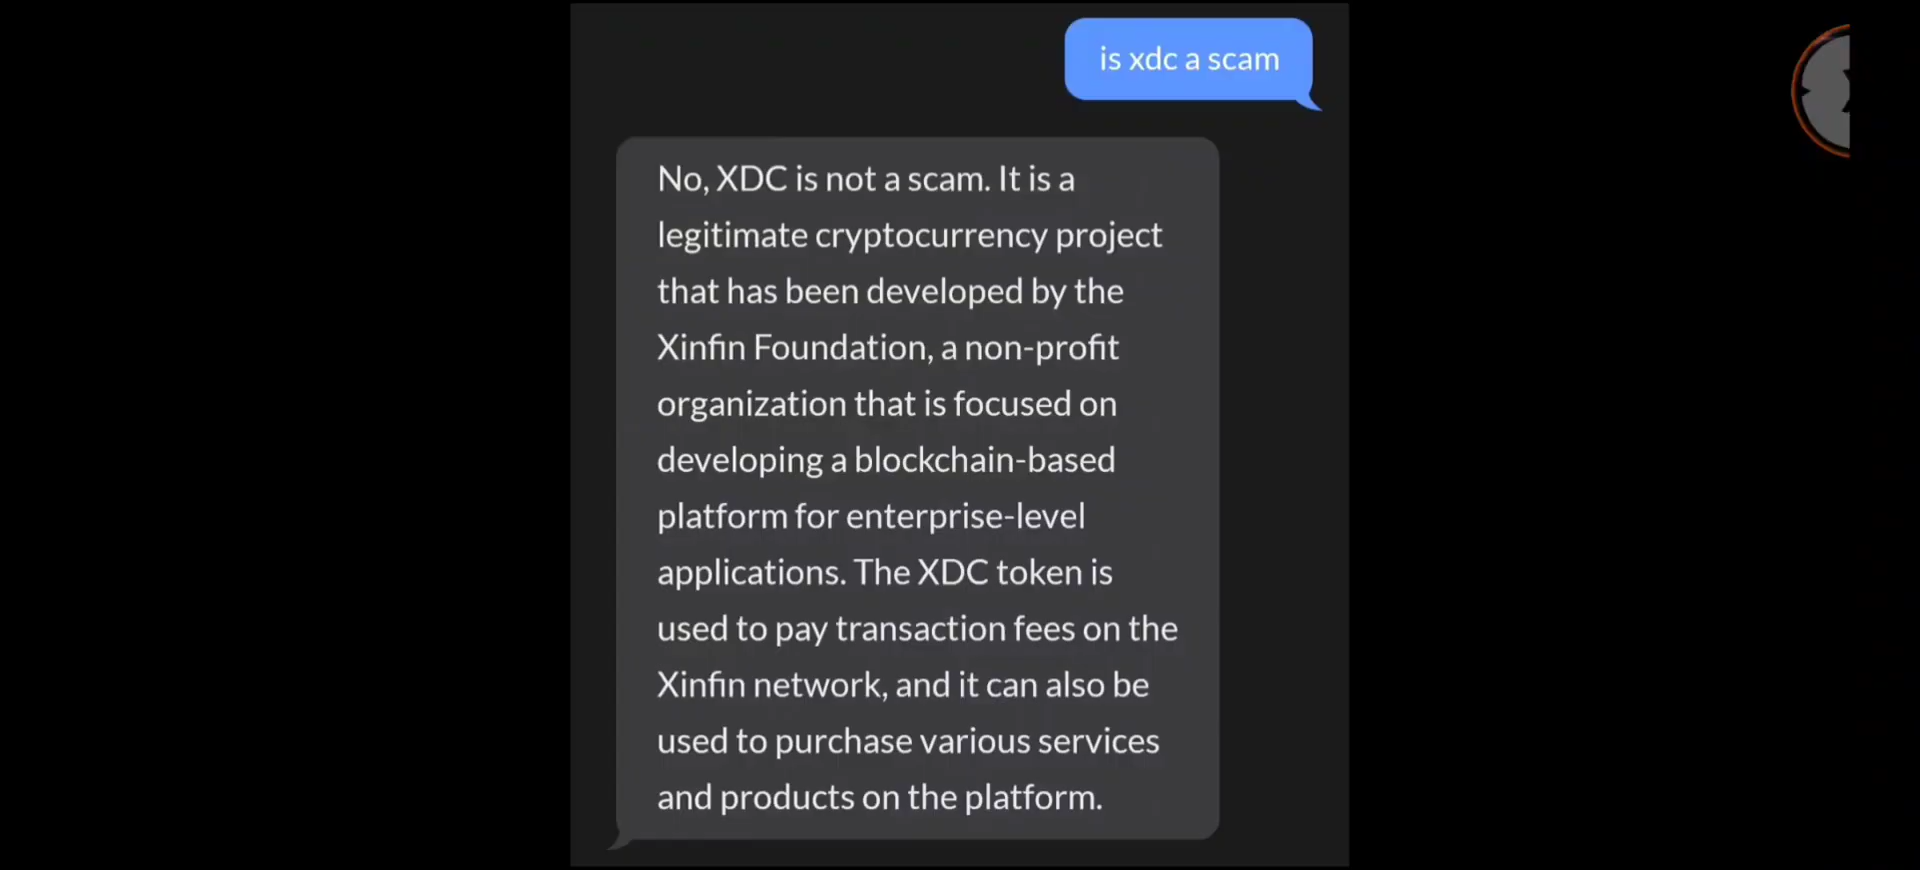 is xdc a scam
No, XDC is not a scam. It is a
legitimate cryptocurrency project
that has been developed by the
Xinfin Foundation, a non-profit
organization that is focused on
developing a blockchain-based
platform for enterprise-level
applications. The XDC token is
used to pay transaction fees on the
Xinfin network, and it can also be
used to purchase various services
and products on the platform.